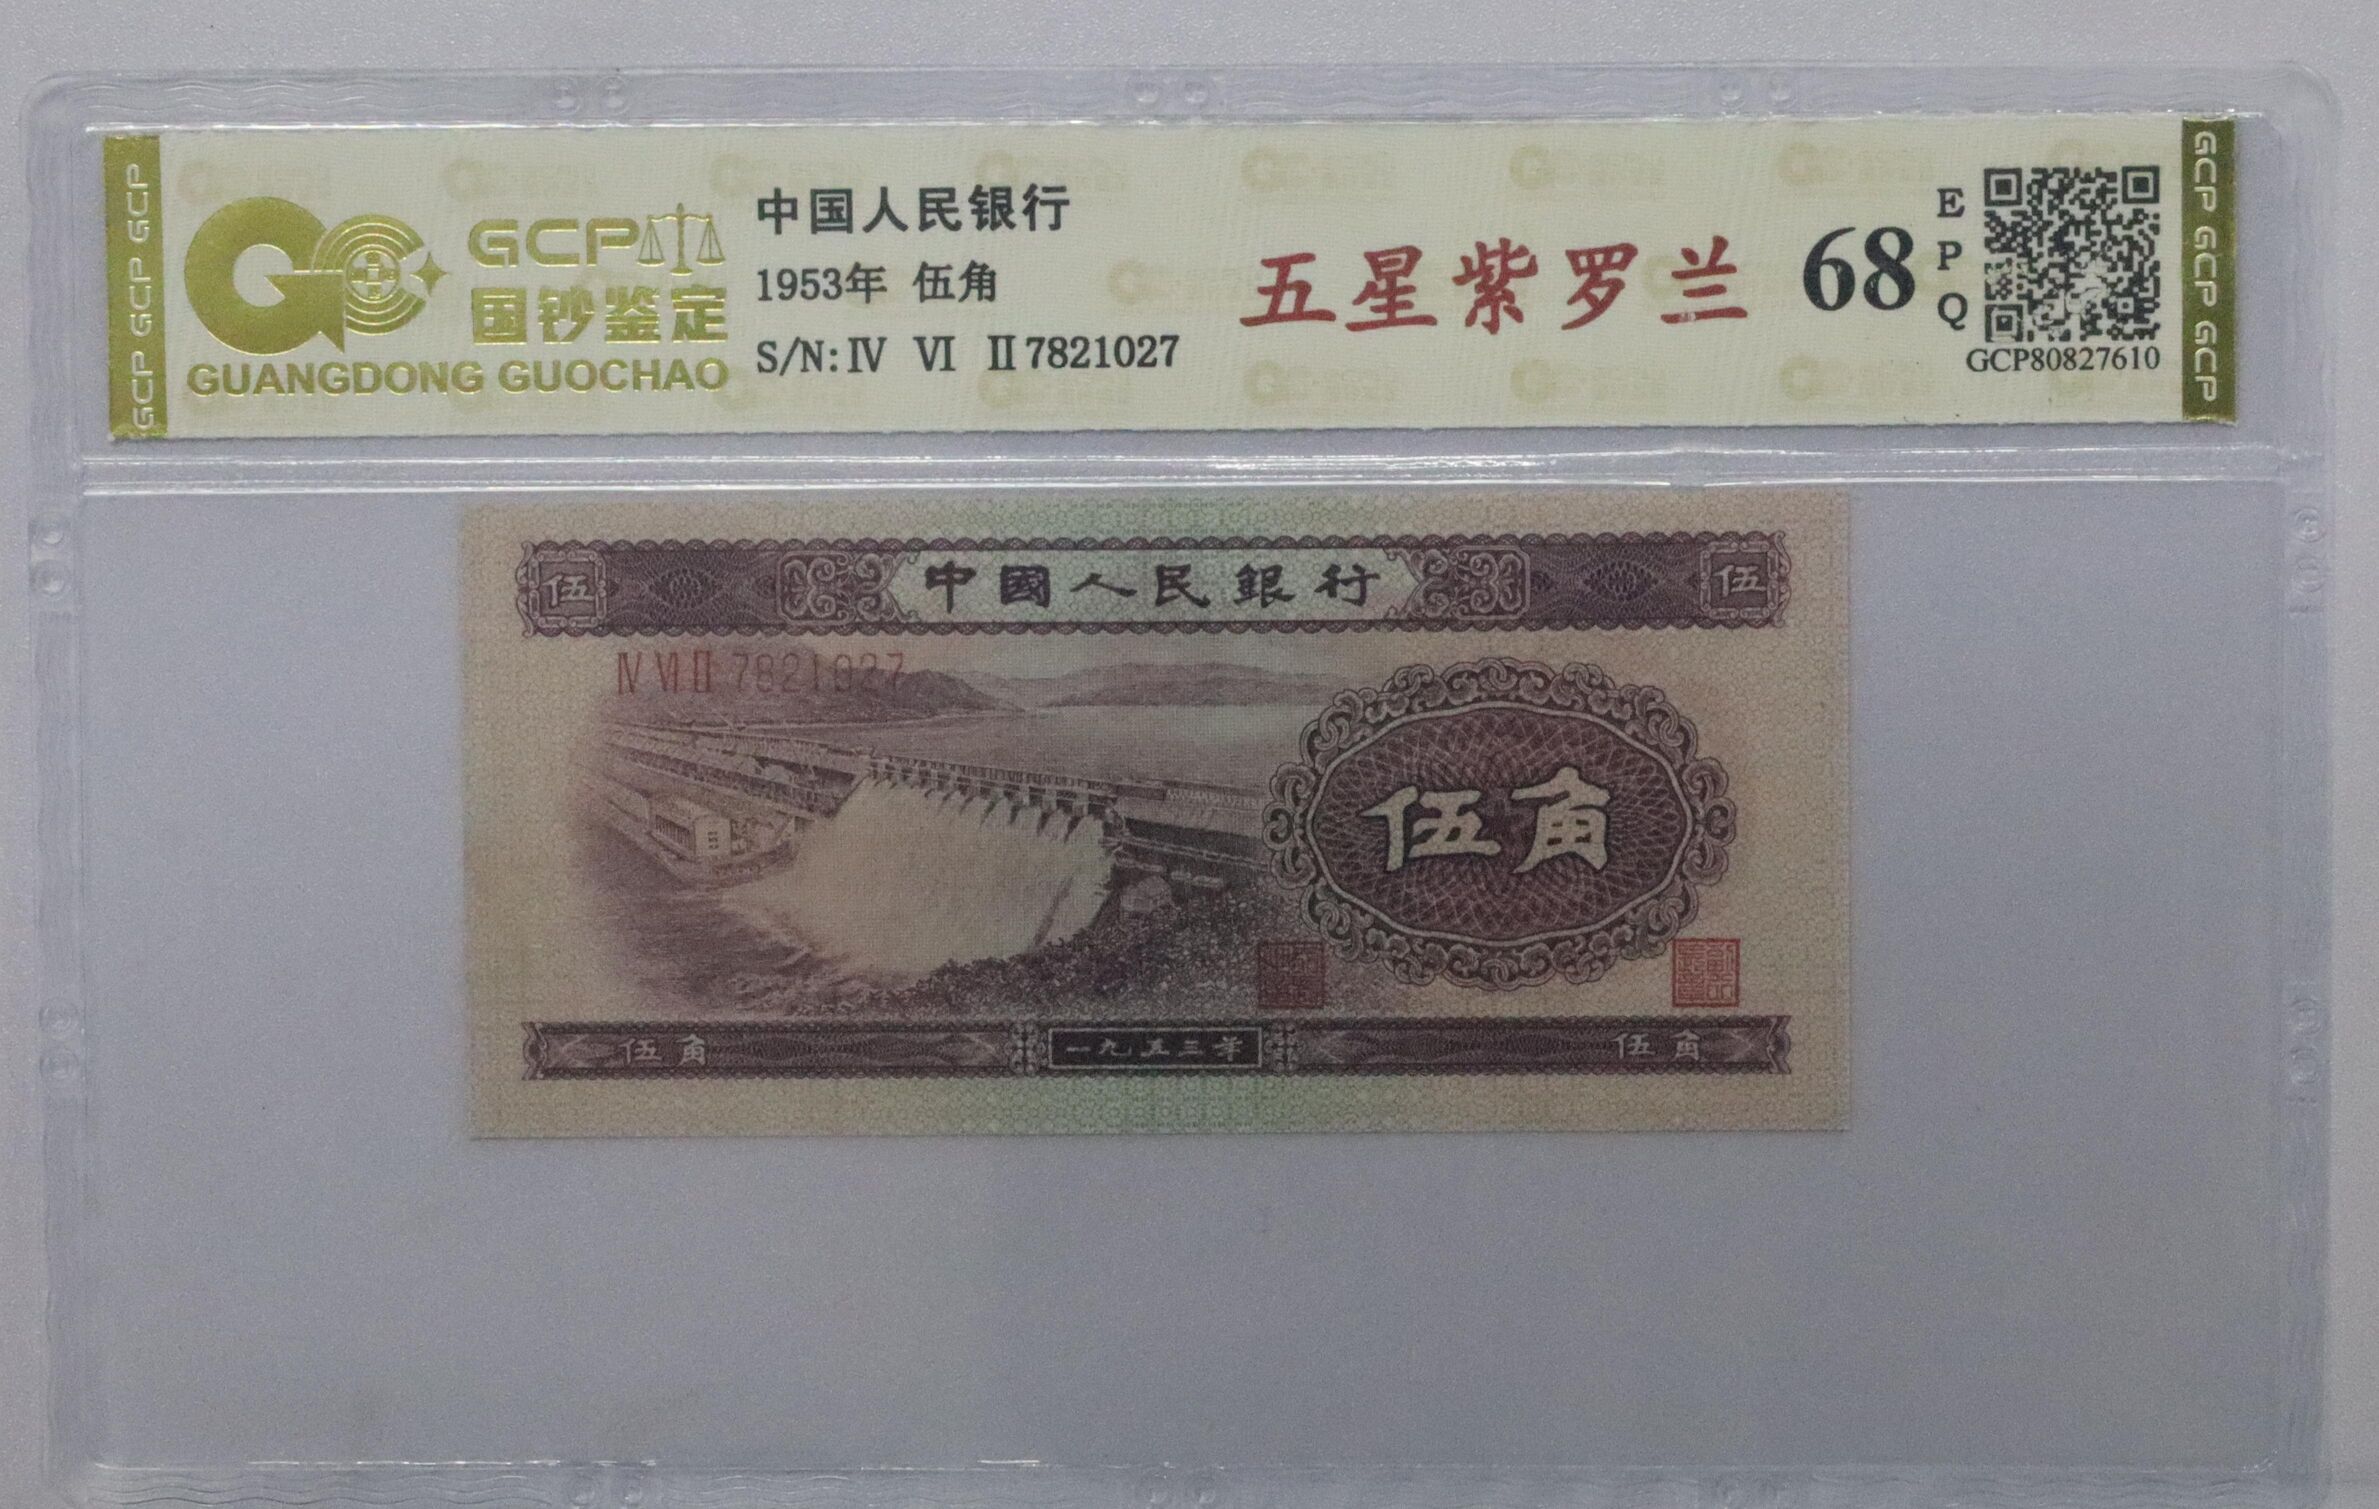 GCP GCP GCP
GCP
国钞鉴定
GUANGDONG GUOCHAO
中国人民银行
1953年 伍角
S/N: Ⅳ Ⅵ Ⅱ 7821027
五星紫罗兰
68
EPQ
GCP80827610
GCP GCP GCP
伍
中國人民銀行
伍
Ⅳ Ⅵ Ⅱ 7821027
伍角
伍角
一九五三年
伍角